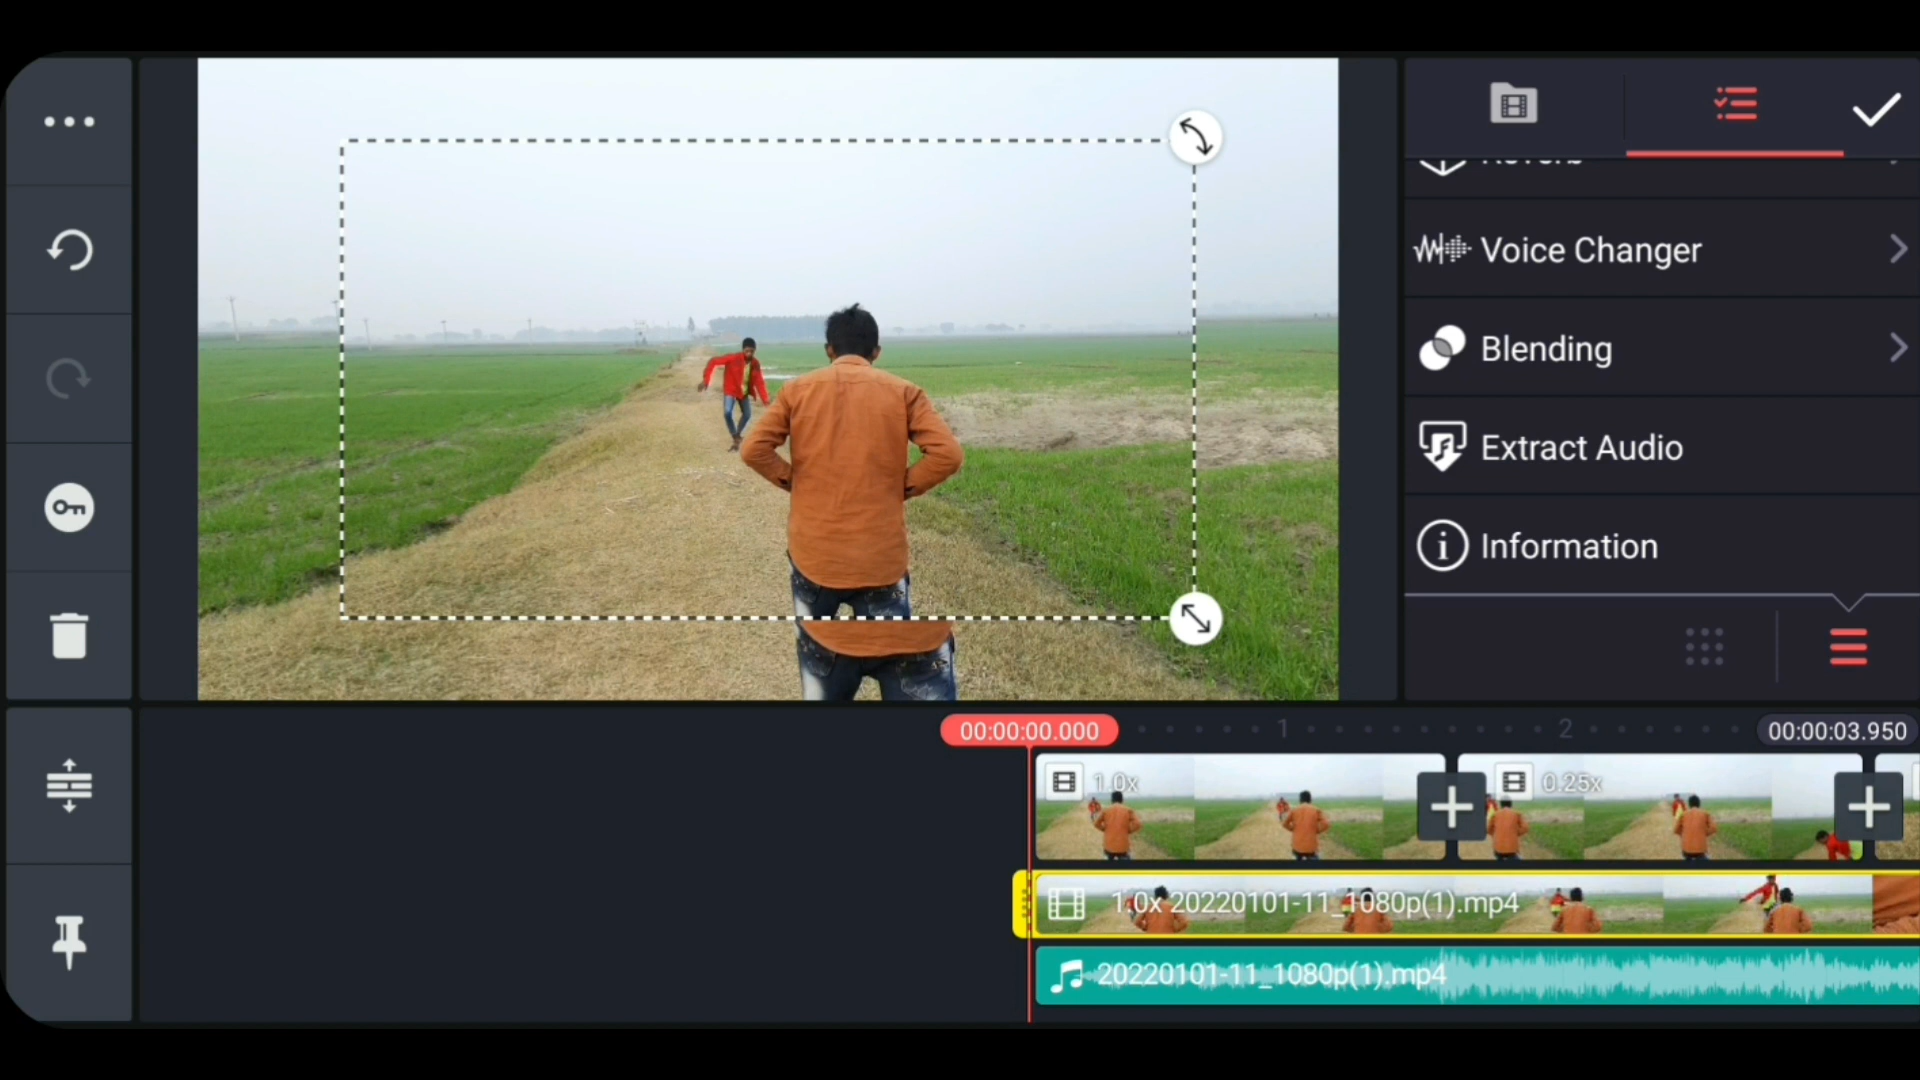 Reverb
Voice Changer
Blending
Extract Audio
Information
00:00:00.000
1
2
00:00:03.950
1.0x
0.25x
1.0x 20220101-11_1080p(1).mp4
20220101-11_1080p(1).mp4